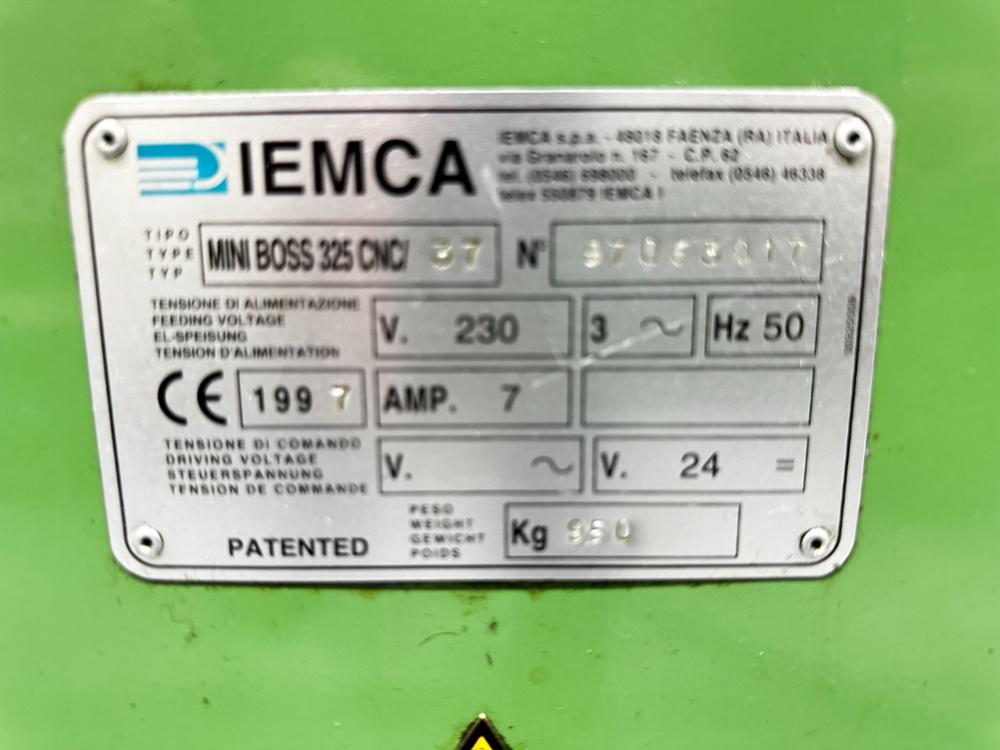 IEMCA
IEMCA s.p.a. - 48018 FAENZA (RA) ITALIA
via Granarolo n. 167 - C.P. 62
tel. (0546) 698000 - telefax (0546) 46338
telex 550879 IEMCA I
TIPO
TYPE
TYP
MINI BOSS 325 CNC/ 37
N° 97063017
TENSIONE DI ALIMENTAZIONE
FEEDING VOLTAGE
EL-SPEISUNG
TENSION D'ALIMENTATION
V. 230
3 ~
Hz 50
CE
1997
AMP. 7
TENSIONE DI COMANDO
DRIVING VOLTAGE
STEUERSPANNUNG
TENSION DE COMMANDE
V. ~
V. 24 =
PATENTED
PESO
WEIGHT
GEWICHT
POIDS
Kg 950